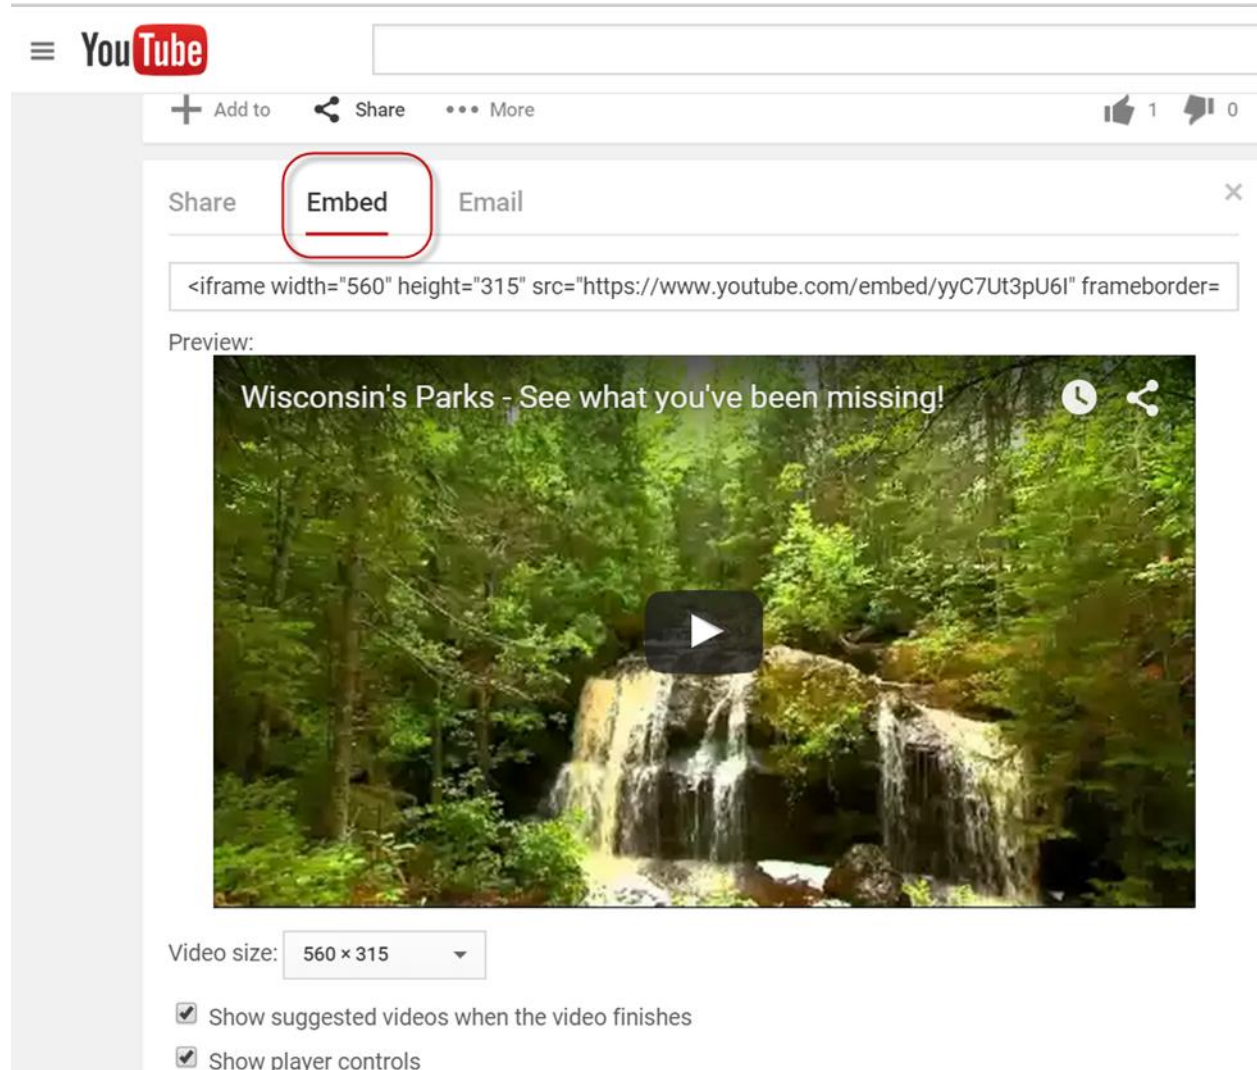 YouTube
Add to Share More 1 0
Share Embed Email
<iframe width="560" height="315" src="https://www.youtube.com/embed/yyC7Ut3pU6I" frameborder=
Preview:
Wisconsin's Parks - See what you've been missing!
Video size: 560 × 315
Show suggested videos when the video finishes
Show player controls